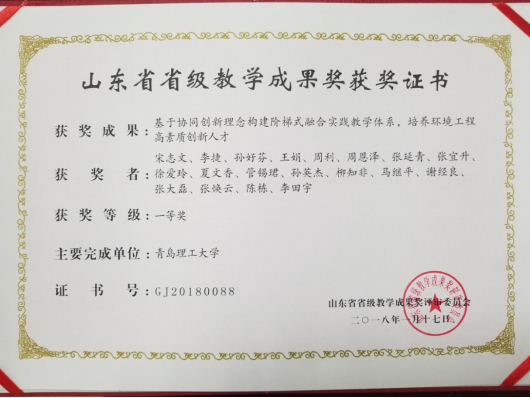 山东省省级教学成果奖获奖证书
获奖成果：基于协同创新理念构建阶梯式融合实践教学体系，培养环境工程
高素质创新人才
宋志文、李捷、孙好芬、王娟、周利、周恩泽、张延青、张宜升、
获奖者：徐爱玲、夏文香、管锡珺、孙英杰、柳知非、马继平、谢经良、
张大磊、张焕云、陈栋、李田宇
获奖等级：一等奖
主要完成单位：青岛理工大学
证书号：GJ20180088
山东省省级教学成果奖评审委员会
二〇一八年一月十七日